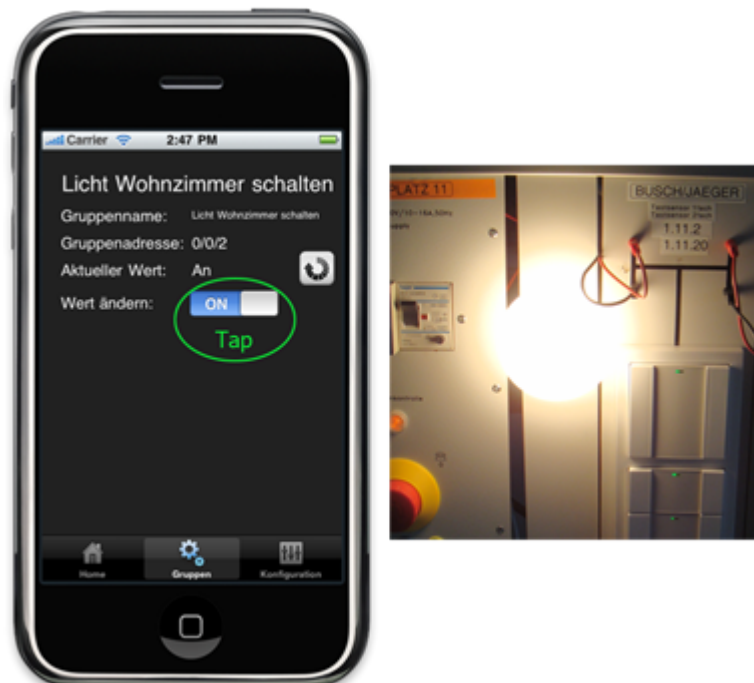 Carrier 2:47 PM
Licht Wohnzimmer schalten
Gruppenname: Licht Wohnzimmer schalten
Gruppenadresse: 0/0/2
Aktueller Wert: An
Wert ändern: ON
Tap
Home Gruppen Konfiguration
PLATZ 11
BUSCH/JAEGER
1.11.2
1.11.20